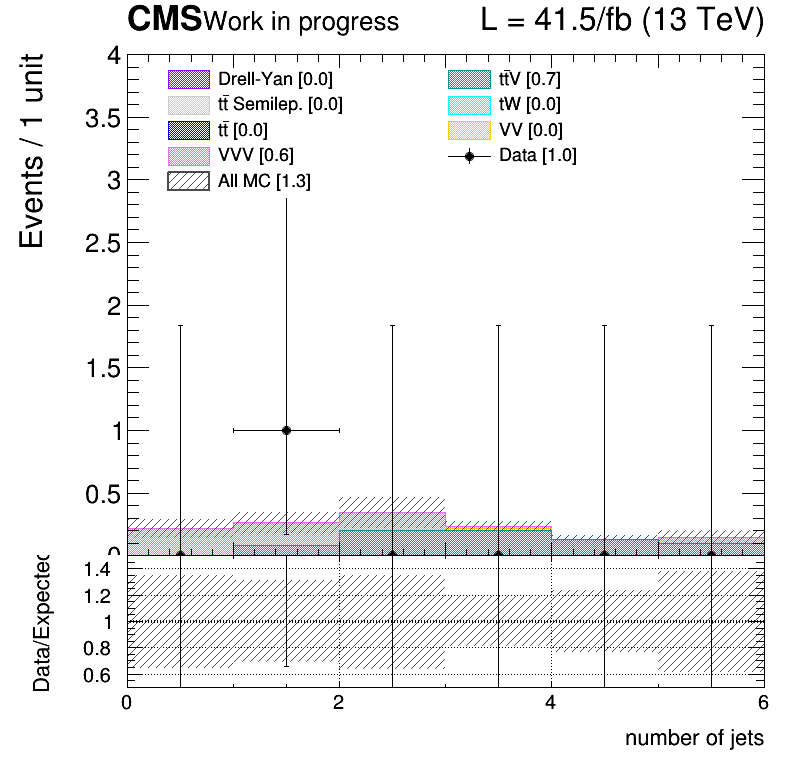 CMS Work in progress L = 41.5/fb (13 TeV)
Events / 1 unit
4
3.5
3
2.5
2
1.5
1
0.5
0
Drell-Yan [0.0]
tt̄ Semilep. [0.0]
tt̄ [0.0]
VVV [0.6]
All MC [1.3]
tt̄V [0.7]
tW [0.0]
VV [0.0]
Data [1.0]
Data/Expected
1.4
1.2
1
0.8
0.6
0 2 4 6
number of jets